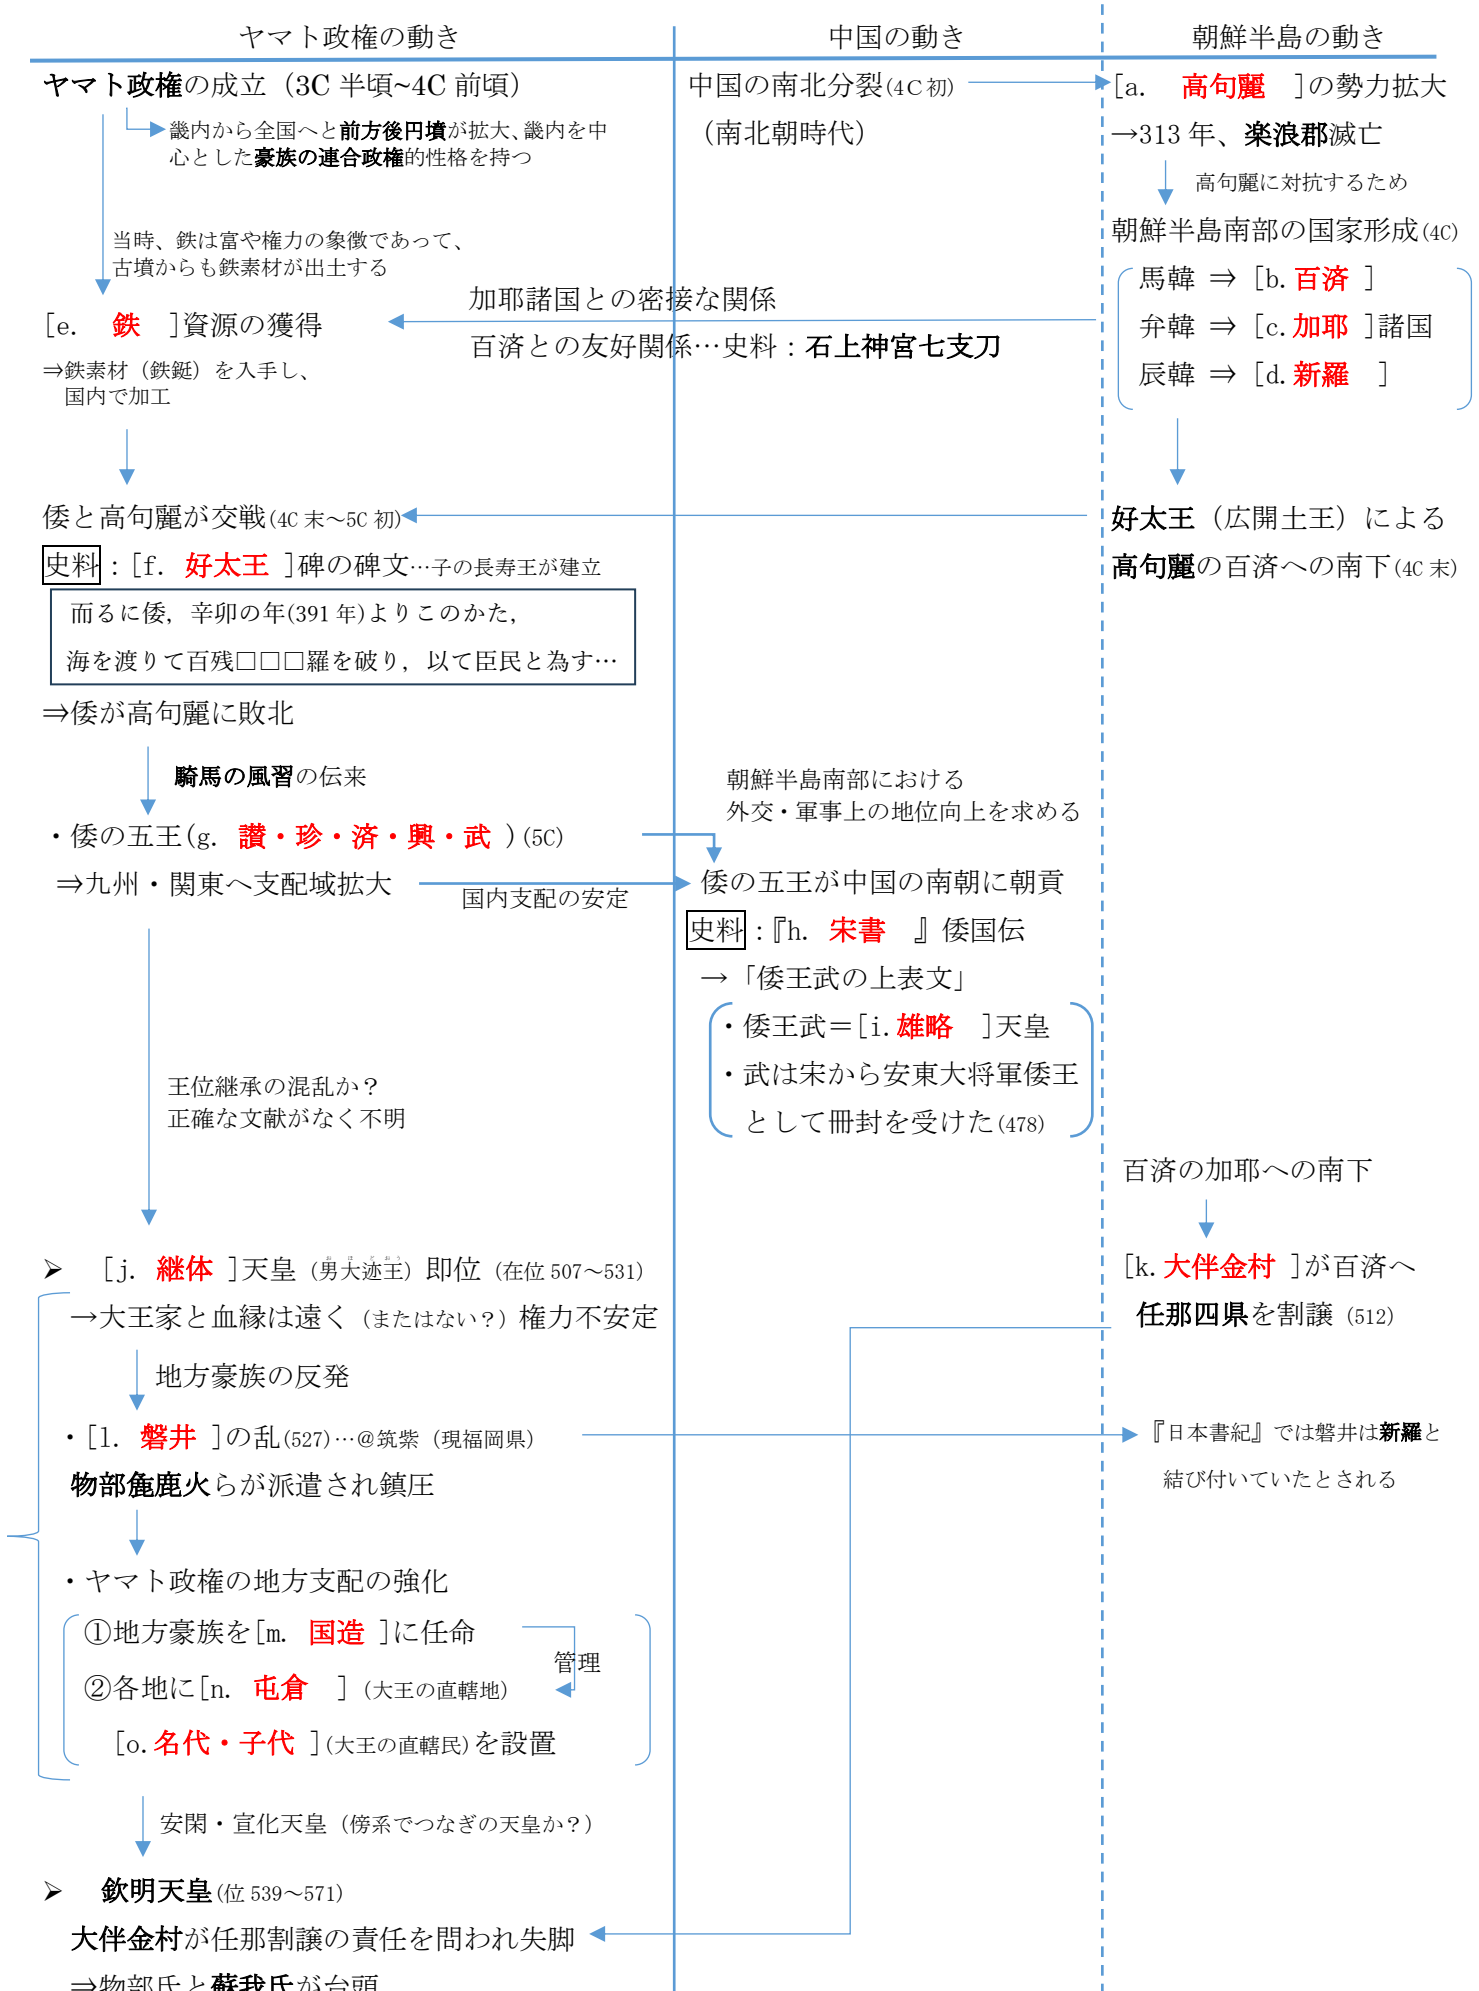 ヤマト政権の動き
中国の動き
朝鮮半島の動き
ヤマト政権の成立（3C 半頃~4C 前頃）
畿内から全国へと前方後円墳が拡大、畿内を中
心とした豪族の連合政権的性格を持つ
当時、鉄は富や権力の象徴であって、
古墳からも鉄素材が出土する
[e. 鉄 ]資源の獲得
⇒鉄素材（鉄鋌）を入手し、
国内で加工
中国の南北分裂(4C初)
（南北朝時代）
[a. 高句麗 ]の勢力拡大
→313 年、楽浪郡滅亡
高句麗に対抗するため
朝鮮半島南部の国家形成(4C)
馬韓 ⇒ [b.百済 ]
弁韓 ⇒ [c.加耶 ]諸国
辰韓 ⇒ [d.新羅 ]
加耶諸国との密接な関係
百済との友好関係…史料：石上神宮七支刀
好太王（広開土王）による
高句麗の百済への南下(4C 末)
倭と高句麗が交戦(4C 末～5C 初)
史料：[f. 好太王 ]碑の碑文…子の長寿王が建立
而るに倭，辛卯の年(391 年)よりこのかた，
海を渡りて百残□□□羅を破り，以て臣民と為す…
⇒倭が高句麗に敗北
騎馬の風習の伝来
・倭の五王(g. 讃・珍・済・興・武 )(5C)
⇒九州・関東へ支配域拡大
国内支配の安定
朝鮮半島南部における
外交・軍事上の地位向上を求める
倭の五王が中国の南朝に朝貢
史料：『h. 宋書 』倭国伝
→「倭王武の上表文」
・倭王武＝[i.雄略 ]天皇
・武は宋から安東大将軍倭王
として冊封を受けた(478)
王位継承の混乱か？
正確な文献がなく不明
百済の加耶への南下
[k.大伴金村 ]が百済へ
任那四県を割譲（512）
➢ [j. 継体 ]天皇（男大迹王）即位（在位 507～531）
おほどおう
→大王家と血縁は遠く（またはない？）権力不安定
地方豪族の反発
・[l. 磐井 ]の乱(527)…＠筑紫（現福岡県）
物部麁鹿火らが派遣され鎮圧
『日本書紀』では磐井は新羅と
結び付いていたとされる
・ヤマト政権の地方支配の強化
①地方豪族を[m. 国造 ]に任命
管理
②各地に[n. 屯倉 ]（大王の直轄地）
[o.名代・子代 ](大王の直轄民)を設置
安閑・宣化天皇（傍系でつなぎの天皇か？）
➢ 欽明天皇(位 539～571)
大伴金村が任那割譲の責任を問われ失脚
⇒物部氏と蘇我氏が台頭